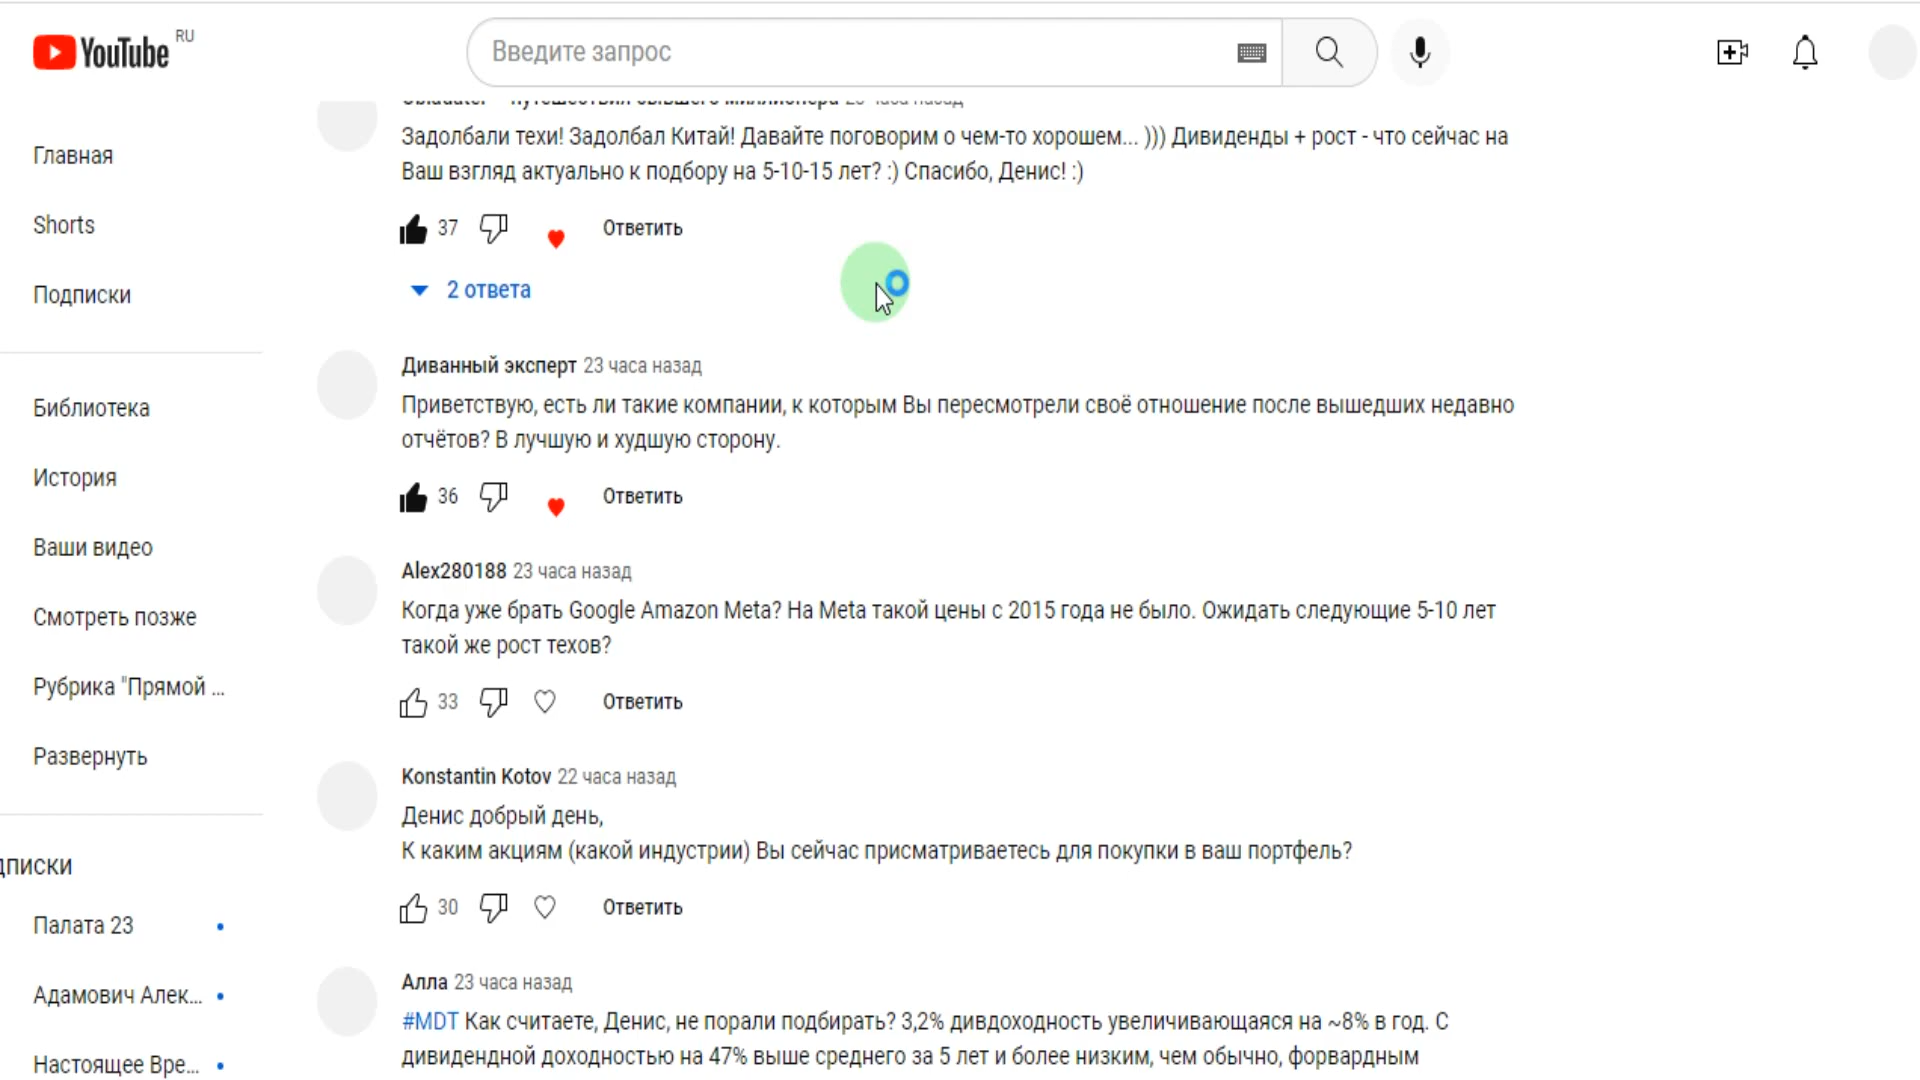 YouTube RU
Введите запрос
Главная
Shorts
Подписки
Библиотека
История
Ваши видео
Смотреть позже
Рубрика "Прямой ...
Развернуть
дписки
Палата 23
Адамович Алек...
Настоящее Вре...
путешествия бывшего миллионера 23 часа назад
Задолбали техи! Задолбал Китай! Давайте поговорим о чем-то хорошем... ))) Дивиденды + рост - что сейчас на
Ваш взгляд актуально к подбору на 5-10-15 лет? :) Спасибо, Денис! :)
37 Ответить
2 ответа
Диванный эксперт 23 часа назад
Приветствую, есть ли такие компании, к которым Вы пересмотрели своё отношение после вышедших недавно
отчётов? В лучшую и худшую сторону.
36 Ответить
Alex280188 23 часа назад
Когда уже брать Google Amazon Meta? На Meta такой цены с 2015 года не было. Ожидать следующие 5-10 лет
такой же рост техов?
33 Ответить
Konstantin Kotov 22 часа назад
Денис добрый день,
К каким акциям (какой индустрии) Вы сейчас присматриваетесь для покупки в ваш портфель?
30 Ответить
Алла 23 часа назад
#MDT Как считаете, Денис, не порали подбирать? 3,2% дивдоходность увеличивающаяся на ~8% в год. С
дивидендной доходностью на 47% выше среднего за 5 лет и более низким, чем обычно, форвардным